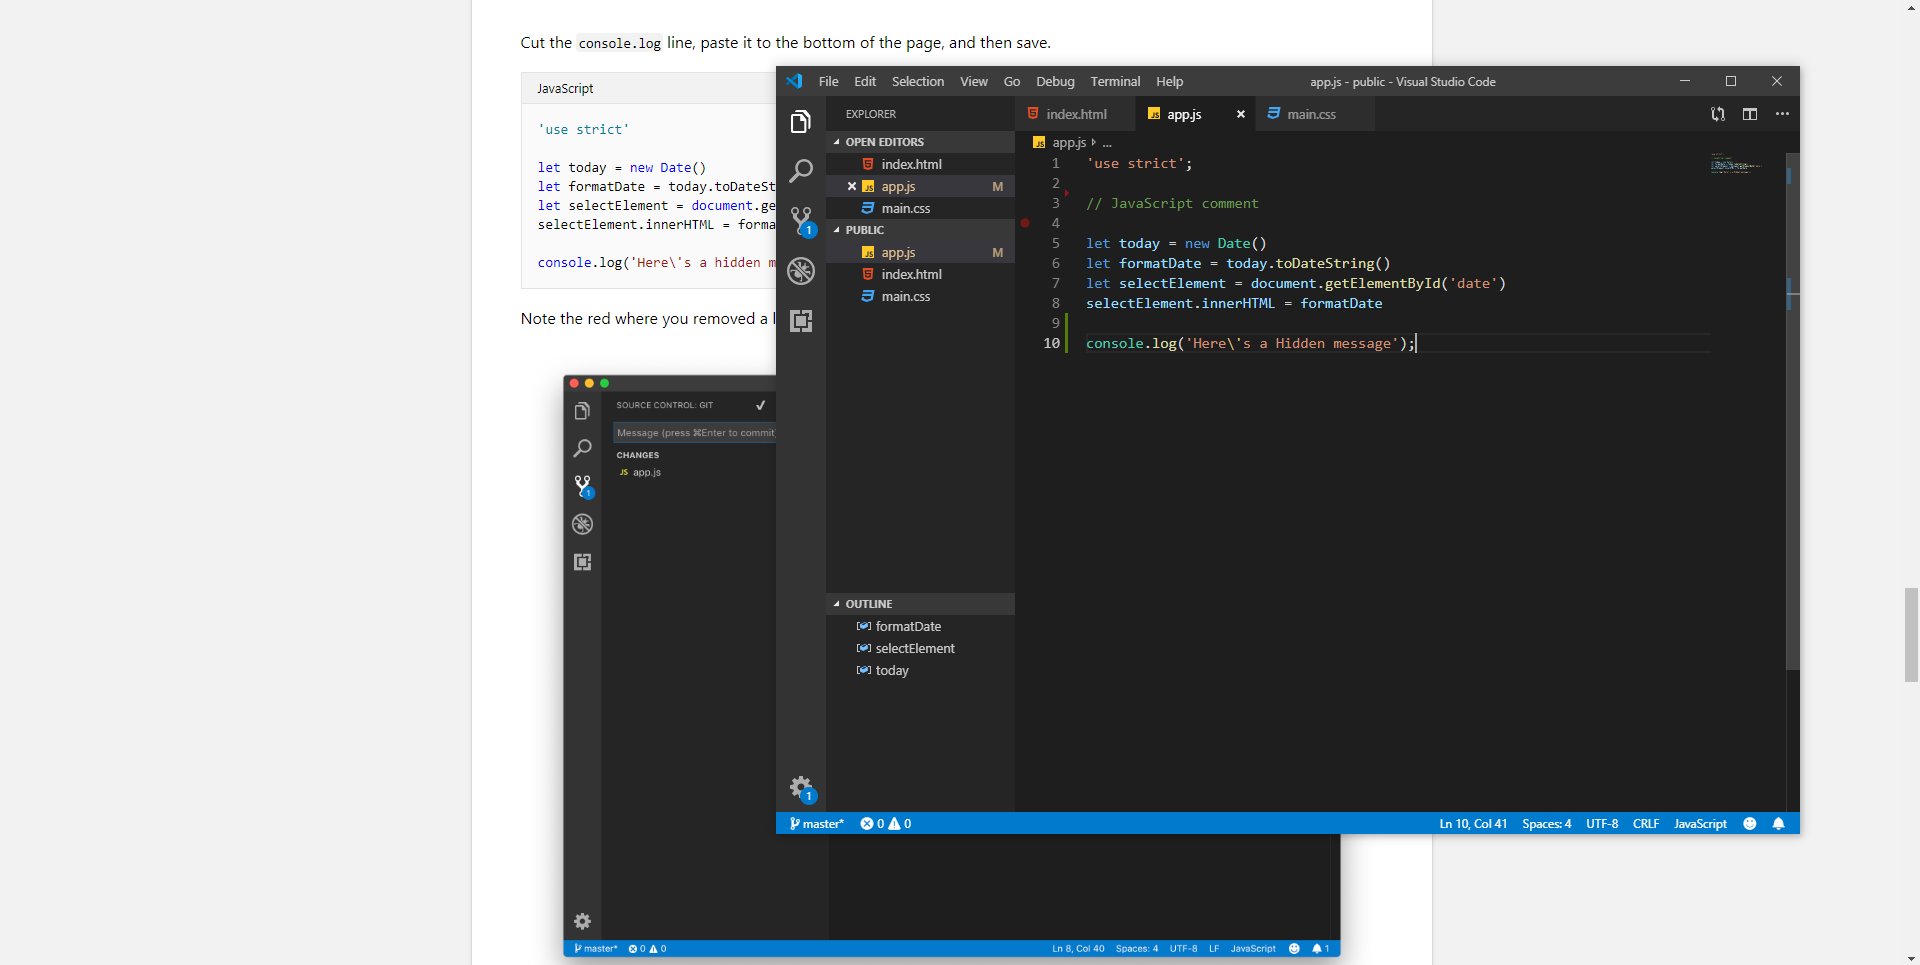 Cut the console.log line, paste it to the bottom of the page, and then save.
JavaScript
'use strict'
let today = new Date()
let formatDate = today.toDateSt
let selectElement = document.ge
selectElement.innerHTML = forma
console.log('Here\'s a hidden m
Note the red where you removed a l
SOURCE CONTROL: GIT
Message (press ⌘Enter to commit)
CHANGES
JS app.js
1
master* 0 0
Ln 8, Col 40 Spaces: 4 UTF-8 LF JavaScript 1
File Edit Selection View Go Debug Terminal Help
app.js - public - Visual Studio Code
EXPLORER
OPEN EDITORS
index.html
JS app.js M
main.css
PUBLIC
JS app.js M
index.html
main.css
1
OUTLINE
formatDate
selectElement
today
1
index.html
JS app.js
main.css
JS app.js ...
1 'use strict';
2
3 // JavaScript comment
4
5 let today = new Date()
6 let formatDate = today.toDateString()
7 let selectElement = document.getElementById('date')
8 selectElement.innerHTML = formatDate
9
10 console.log('Here\'s a Hidden message');
master* 0 0
Ln 10, Col 41 Spaces: 4 UTF-8 CRLF JavaScript